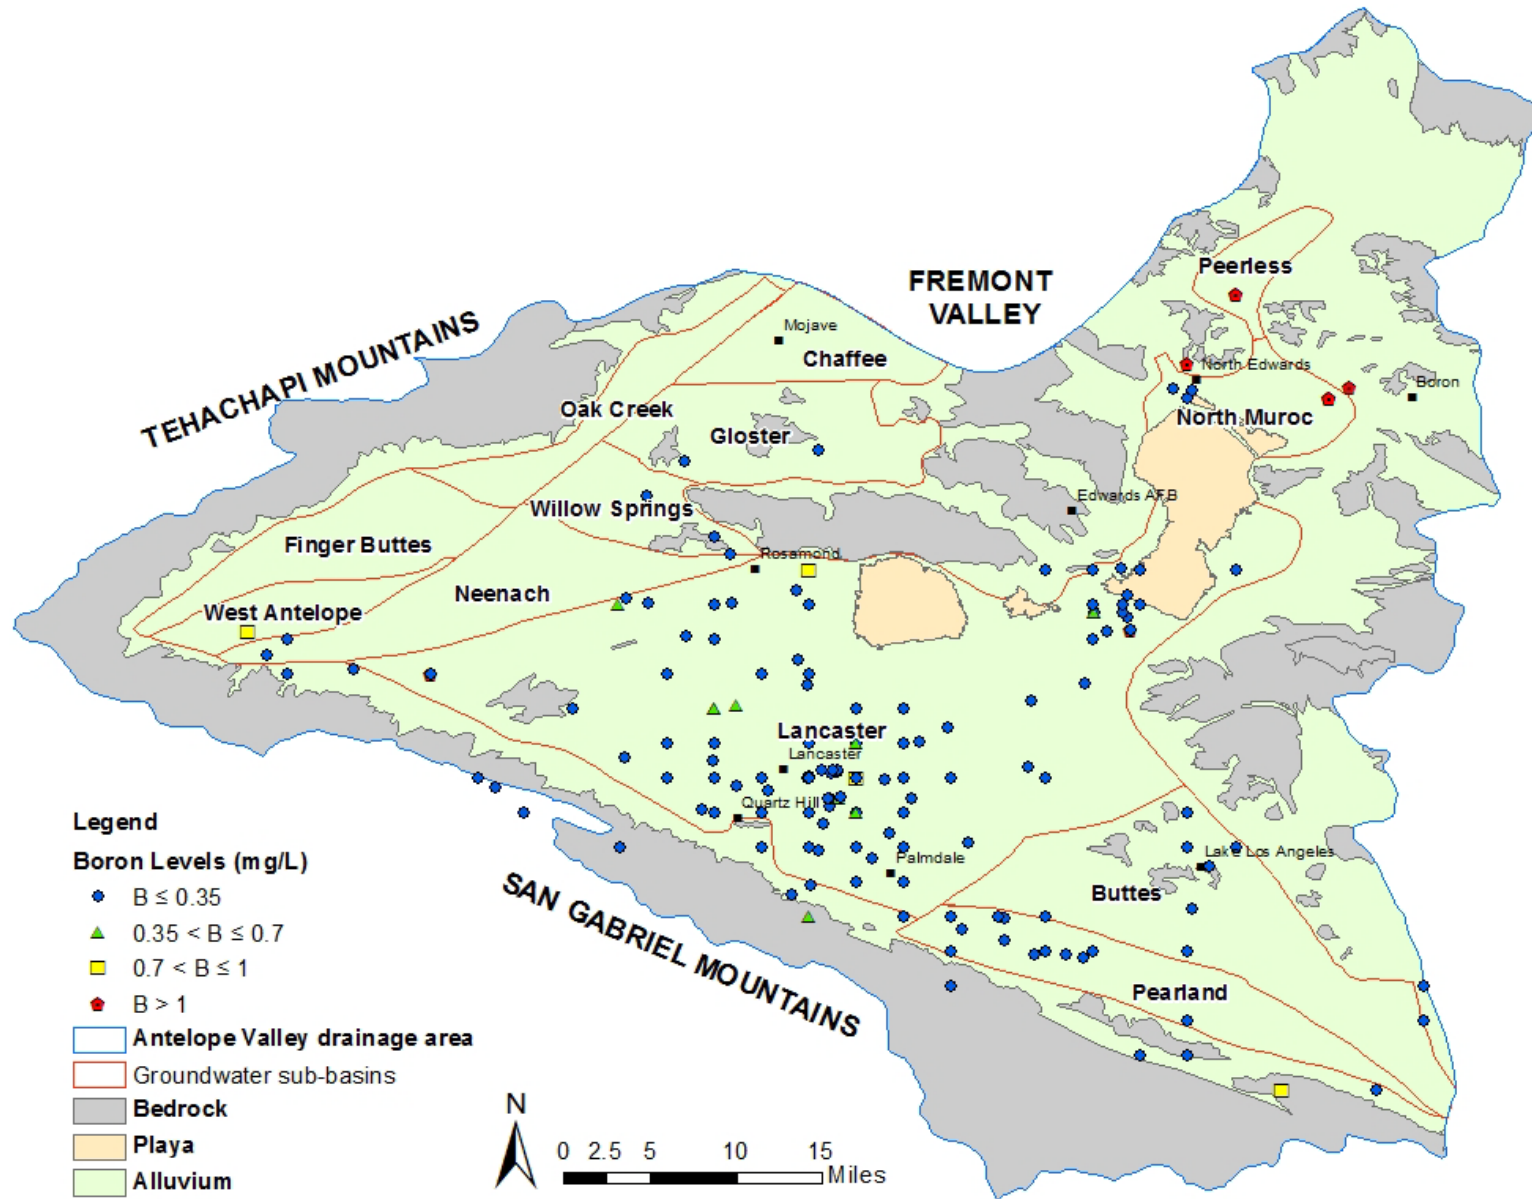 FREMONT
VALLEY
TEHACHAPI MOUNTAINS
Peerless
Mojave
Chaffee
North Edwards
Boron
Oak Creek
North Muroc
Gloster
Edwards AFB
Willow Springs
Finger Buttes
Rosamond
Neenach
West Antelope
Lancaster
Lancaster
Quartz Hill
Palmdale
Lake Los Angeles
Buttes
SAN GABRIEL MOUNTAINS
Pearland
Legend
Boron Levels (mg/L)
B ≤ 0.35
0.35 < B ≤ 0.7
0.7 < B ≤ 1
B > 1
Antelope Valley drainage area
Groundwater sub-basins
Bedrock
Playa
Alluvium
N
0 2.5 5 10 15
Miles